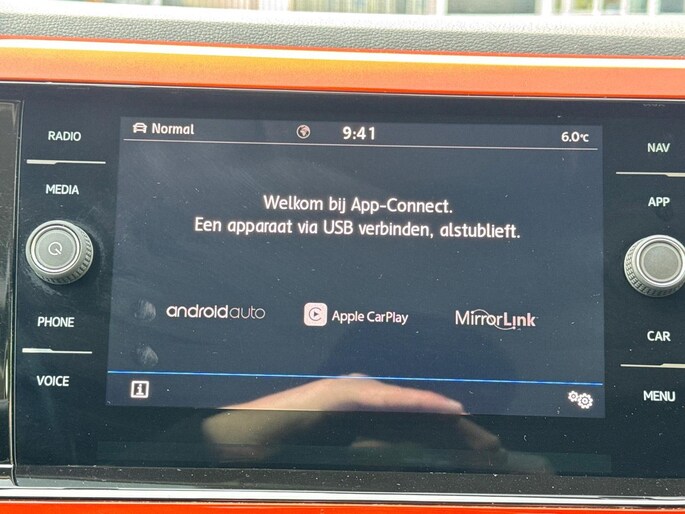 RADIO
MEDIA
PHONE
VOICE
Normal
9:41
6.0°C
Welkom bij App-Connect.
Een apparaat via USB verbinden, alstublieft.
androidauto
Apple CarPlay
MirrorLink
NAV
APP
CAR
MENU